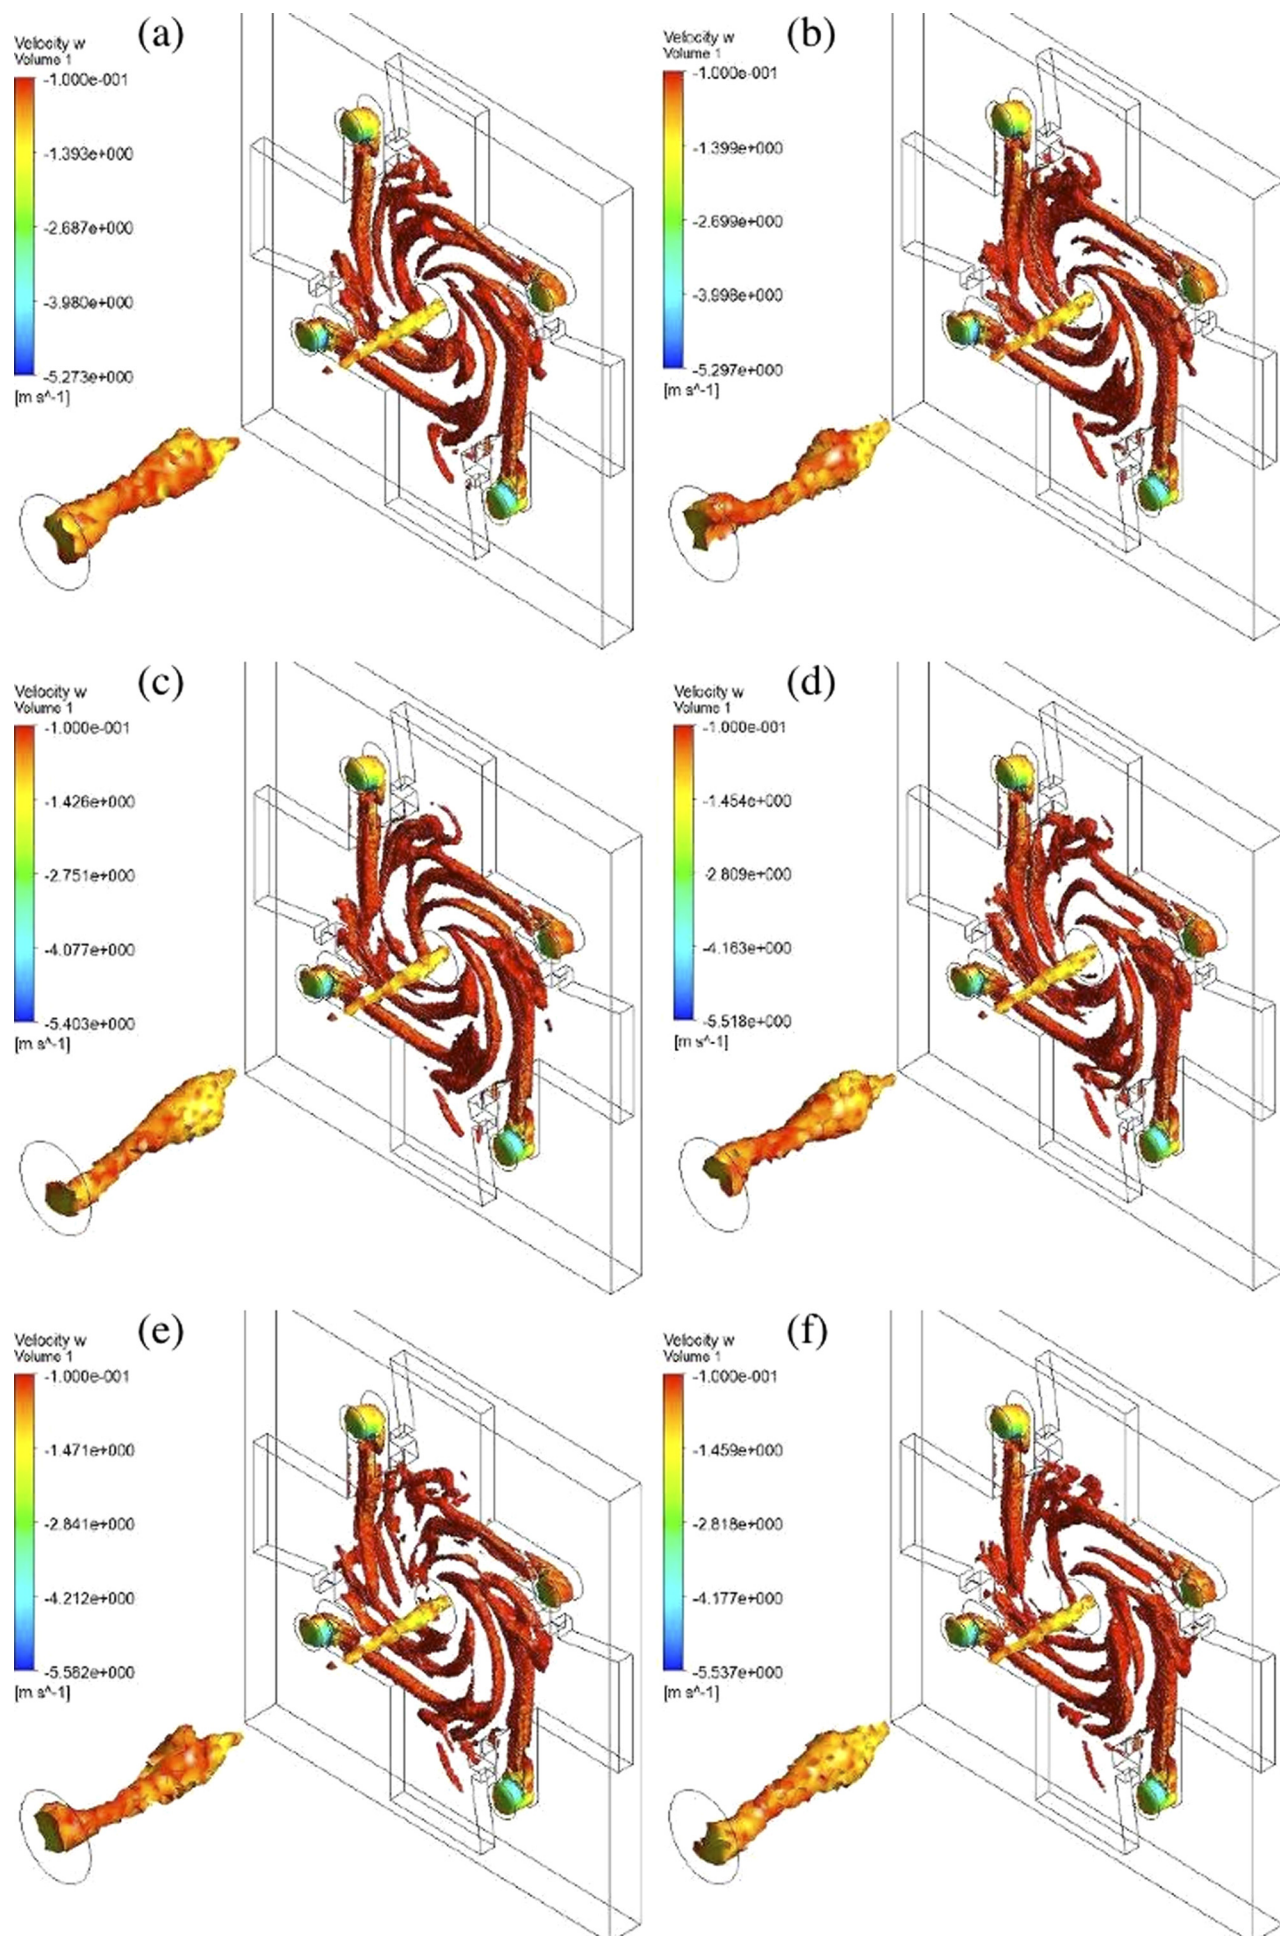 (a)
Velocity w
Volume 1
-1.000e-001
-1.393e+000
-2.687e+000
-3.980e+000
-5.273e+000
[m s^-1]
(b)
Velocity w
Volume 1
-1.000e-001
-1.399e+000
-2.699e+000
-3.998e+000
-5.297e+000
[m s^-1]
(c)
Velocity w
Volume 1
-1.000e-001
-1.426e+000
-2.751e+000
-4.077e+000
-5.403e+000
[m s^-1]
(d)
Velocity w
Volume 1
-1.000e-001
-1.454e+000
-2.809e+000
-4.163e+000
-5.518e+000
[m s^-1]
(e)
Velocity w
Volume 1
-1.000e-001
-1.471e+000
-2.841e+000
-4.212e+000
-5.582e+000
[m s^-1]
(f)
Velocity w
Volume 1
-1.000e-001
-1.459e+000
-2.818e+000
-4.177e+000
-5.537e+000
[m s^-1]